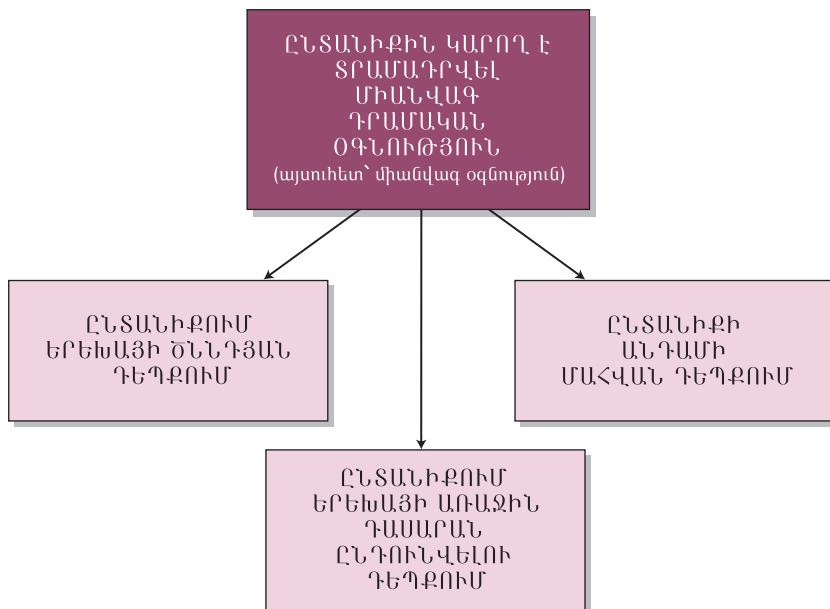 ԸՆՏԱՆԻՔԻՆ ԿԱՐՈՂ Է
ՏՐԱՄԱԴՐՎԵԼ
ՄԻԱՆՎԱԳ
ԴՐԱՄԱԿԱՆ
ՕԳՆՈՒԹՅՈՒՆ
(այսուհետ՝ միանվագ օգնություն)
ԸՆՏԱՆԻՔՈՒՄ
ԵՐԵԽԱՅԻ ԾՆՆԴՅԱՆ
ԴԵՊՔՈՒՄ
ԸՆՏԱՆԻՔԻ
ԱՆԴԱՄԻ
ՄԱՀՎԱՆ ԴԵՊՔՈՒՄ
ԸՆՏԱՆԻՔՈՒՄ
ԵՐԵԽԱՅԻ ԱՌԱՋԻՆ
ԴԱՍԱՐԱՆ
ԸՆԴՈՒՆՎԵԼՈՒ
ԴԵՊՔՈՒՄ